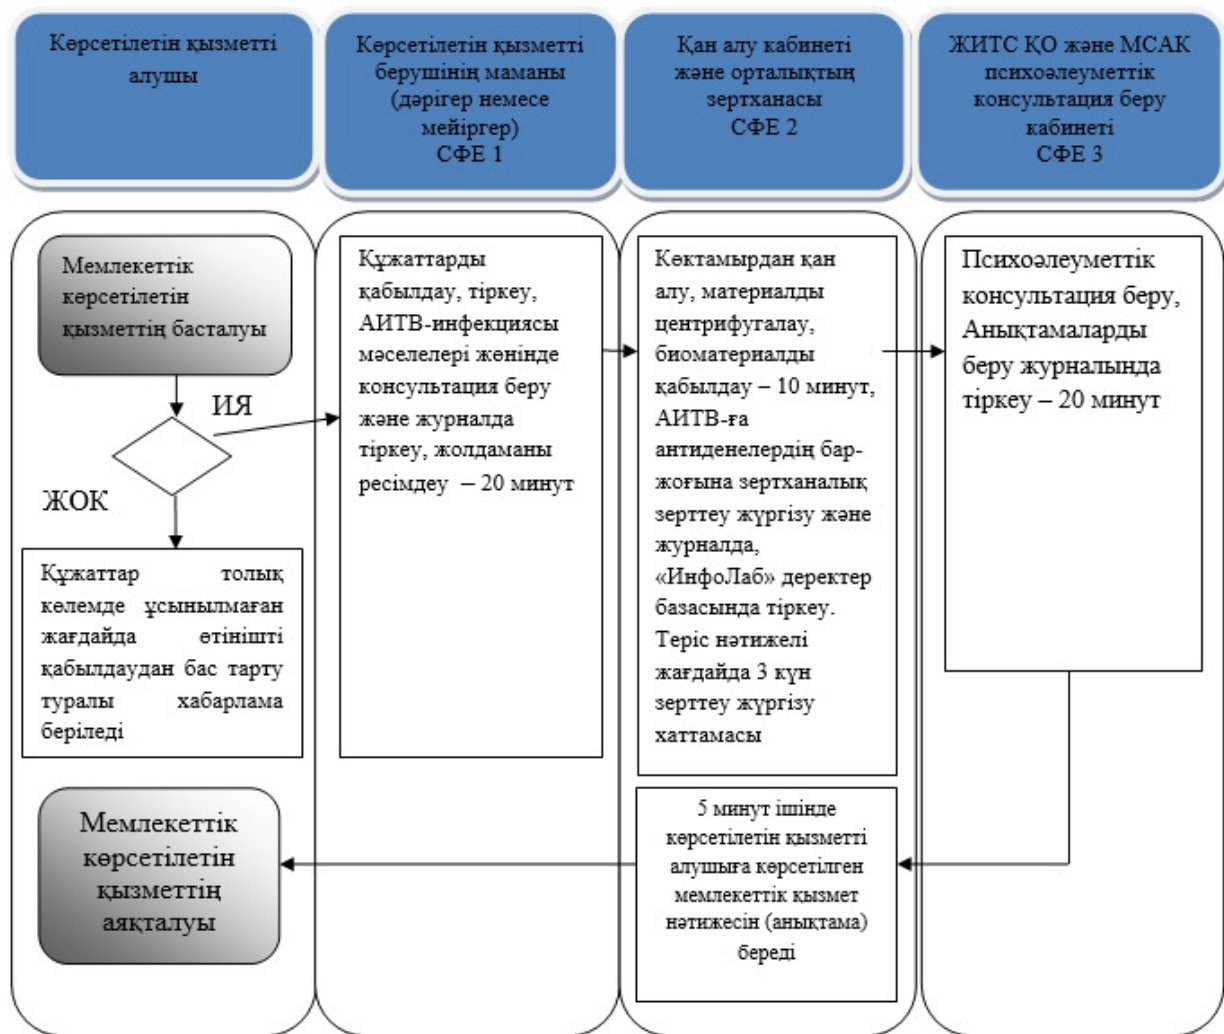 Көрсетілетін қызметті
алушы
Көрсетілетін қызметті
берушінің маманы
(дәрігер немесе
мейіргер)
СФЕ 1
Қан алу кабинеті
және орталықтың
зертханасы
СФЕ 2
ЖИТС ҚО және МСАК
психоәлеуметтік
консультация беру
кабинеті
СФЕ 3
Мемлекеттік
көрсетілетін
қызметтің басталуы
ИЯ
ЖОК
Құжаттар толық
көлемде ұсынылмаған
жағдайда өтінішті
қабылдаудан бас тарту
туралы хабарлама
беріледі
Мемлекеттік
көрсетілетін
қызметтің
аяқталуы
Құжаттарды
қабылдау, тіркеу,
АИТВ-инфекциясы
мәселелері жөнінде
консультация беру
және журналда
тіркеу, жолдаманы
ресімдеу – 20 минут
Көктамырдан қан
алу, материалды
центрифугалау,
биоматериалды
қабылдау – 10 минут,
АИТВ-ға
антиденелердің бар-
жоғына зертханалық
зерттеу жүргізу және
журналда,
«ИнфоЛаб» деректер
базасында тіркеу.
Теріс нәтижелі
жағдайда 3 күн
зерттеу жүргізу
хаттамасы
5 минут ішінде
көрсетілетін қызметті
алушыға көрсетілген
мемлекеттік қызмет
нәтижесін (анықтама)
береді
Психоәлеуметтік
консультация беру,
Анықтамаларды
беру журналында
тіркеу – 20 минут